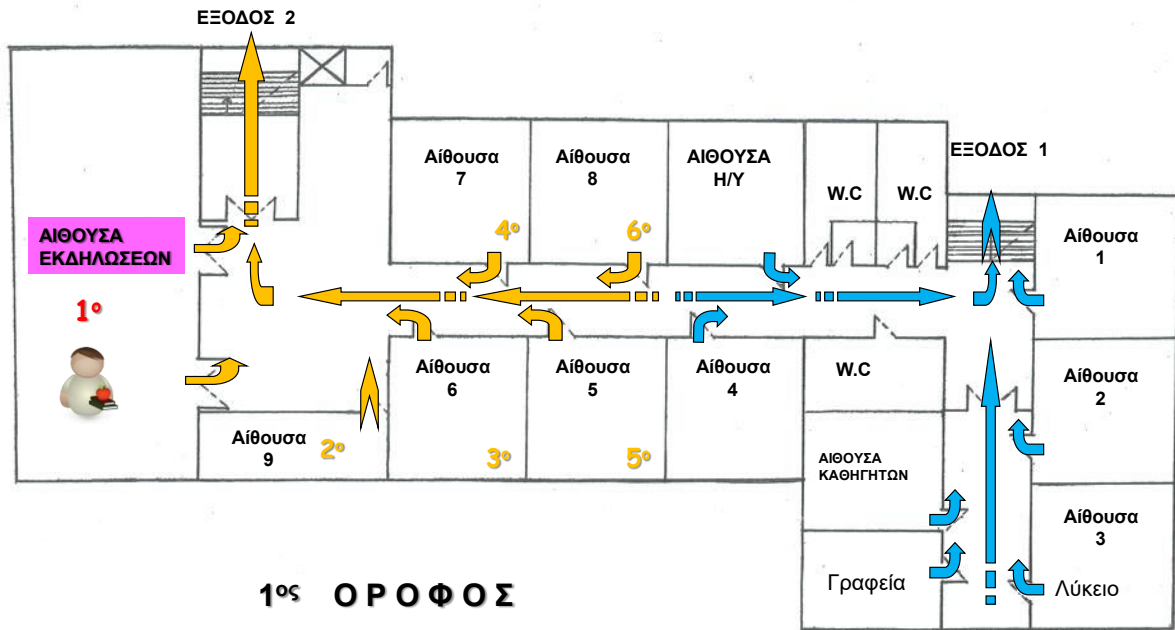 ΕΞΟΔΟΣ 2
Αίθουσα
7
4ο
Αίθουσα
8
6ο
ΑΙΘΟΥΣΑ
Η/Υ
W.C
W.C
ΕΞΟΔΟΣ 1
Αίθουσα
1
ΑΙΘΟΥΣΑ
ΕΚΔΗΛΩΣΕΩΝ
1ο
Αίθουσα
9
2ο
Αίθουσα
6
3ο
Αίθουσα
5
5ο
Αίθουσα
4
W.C
Αίθουσα
2
ΑΙΘΟΥΣΑ
ΚΑΘΗΓΗΤΩΝ
Αίθουσα
3
Γραφεία
Λύκειο
1ος ΟΡΟΦΟΣ